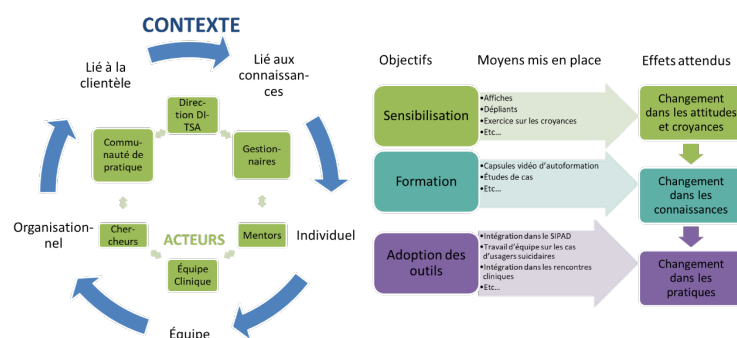 CONTEXTE
Lié à la
clientèle
Lié aux
connaissan-
ces
Individuel
Équipe
Organisation-
nel
Direc
tion DI-
TSA
Commu-
nauté de
pratique
Gestion-
naires
Cher-
cheurs
ACTEURS
Mentors
Équipe
Clinique
Objectifs
Moyens mis en place
Effets attendus
Sensibilisation
•Affiches
•Dépliants
•Exercice sur les croyances
•Etc...
Changement
dans les attitudes
et croyances
Formation
•Capsules vidéo d'autoformation
•Études de cas
•Etc...
Changement
dans les
connaissances
Adoption des
outils
•Intégration dans le SIPAD
•Travail d'équipe sur les cas
d'usagers suicidaires
•Intégration dans les rencontres
cliniques
•Etc...
Changement
dans les
pratiques